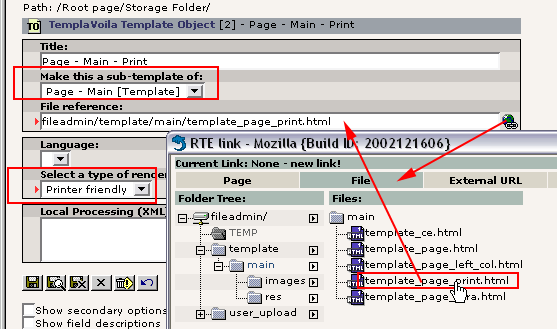 Path: /Root page/Storage Folder/
TO TemplaVoila Template Object [2] - Page - Main - Print
Title:
Page - Main - Print
Make this a sub-template of:
Page - Main [Template]
File reference:
fileadmin/template/main/template_page_print.html
Language:
Select a type of render
Printer friendly
Local Processing (XML)
Show secondary options
Show field descriptions
RTE link - Mozilla {Build ID: 2002121606}
Current Link: None - new link!
Page File External URL
Folder Tree:
fileadmin/
TEMP
template
main
images
res
user_upload
Files:
main
template_ce.html
template_page.html
template_page_left_col.html
template_page_print.html